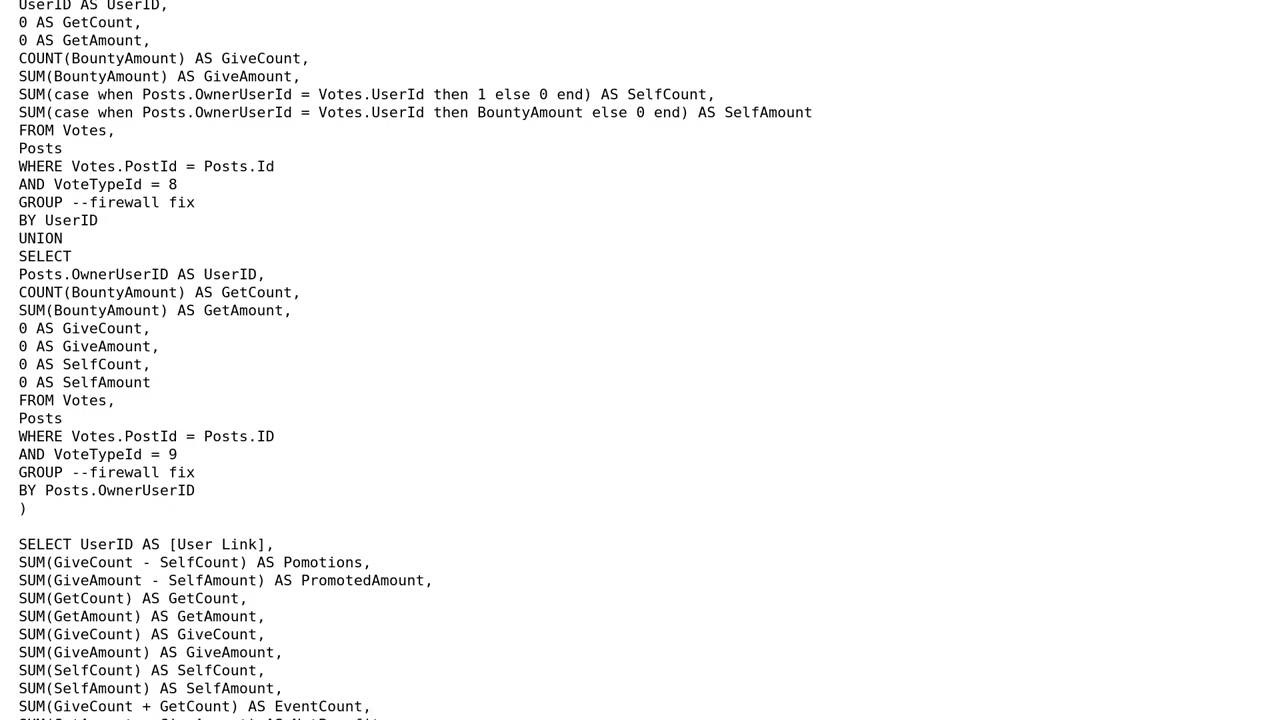 UserID AS UserID,
0 AS GetCount,
0 AS GetAmount,
COUNT(BountyAmount) AS GiveCount,
SUM(BountyAmount) AS GiveAmount,
SUM(case when Posts.OwnerUserId = Votes.UserId then 1 else 0 end) AS SelfCount,
SUM(case when Posts.OwnerUserId = Votes.UserId then BountyAmount else 0 end) AS SelfAmount
FROM Votes,
Posts
WHERE Votes.PostId = Posts.Id
AND VoteTypeId = 8
GROUP --firewall fix
BY UserID
UNION
SELECT
Posts.OwnerUserID AS UserID,
COUNT(BountyAmount) AS GetCount,
SUM(BountyAmount) AS GetAmount,
0 AS GiveCount,
0 AS GiveAmount,
0 AS SelfCount,
0 AS SelfAmount
FROM Votes,
Posts
WHERE Votes.PostId = Posts.ID
AND VoteTypeId = 9
GROUP --firewall fix
BY Posts.OwnerUserID
)
SELECT UserID AS [User Link],
SUM(GiveCount - SelfCount) AS Pomotions,
SUM(GiveAmount - SelfAmount) AS PromotedAmount,
SUM(GetCount) AS GetCount,
SUM(GetAmount) AS GetAmount,
SUM(GiveCount) AS GiveCount,
SUM(GiveAmount) AS GiveAmount,
SUM(SelfCount) AS SelfCount,
SUM(SelfAmount) AS SelfAmount,
SUM(GiveCount + GetCount) AS EventCount,